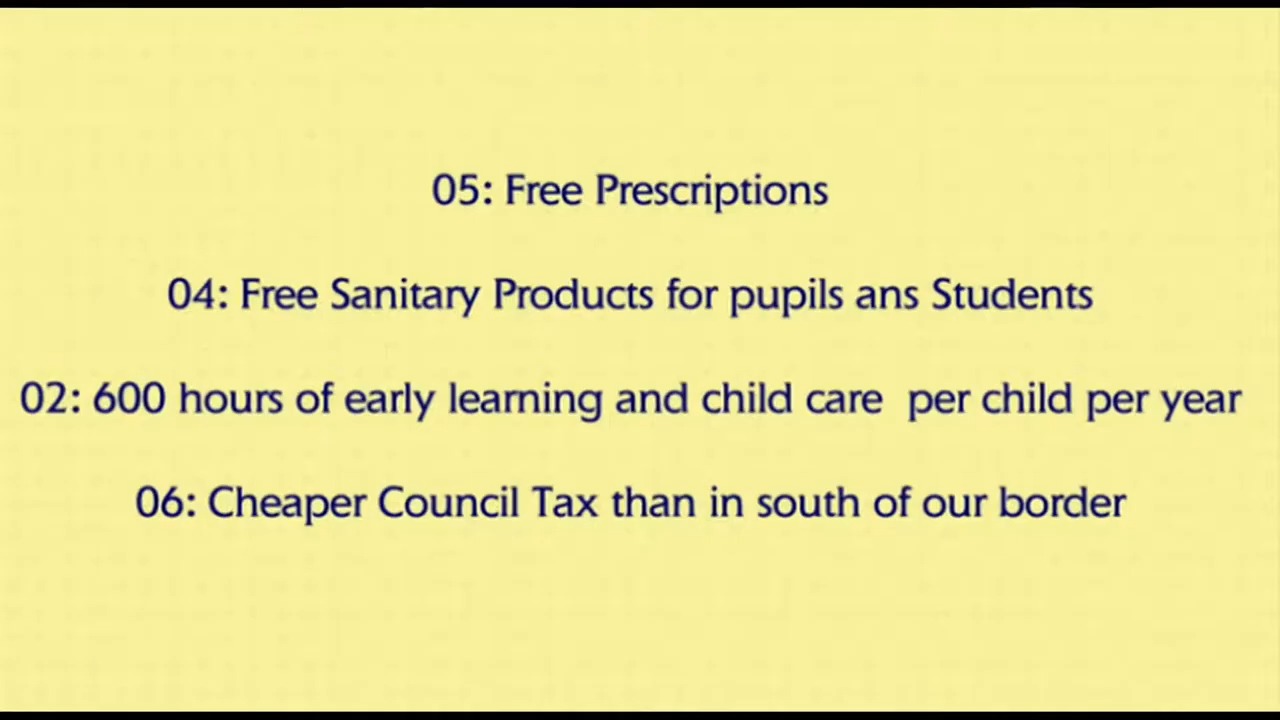 05: Free Prescriptions
04: Free Sanitary Products for pupils ans Students
02: 600 hours of early learning and child care  per child per year
06: Cheaper Council Tax than in south of our border